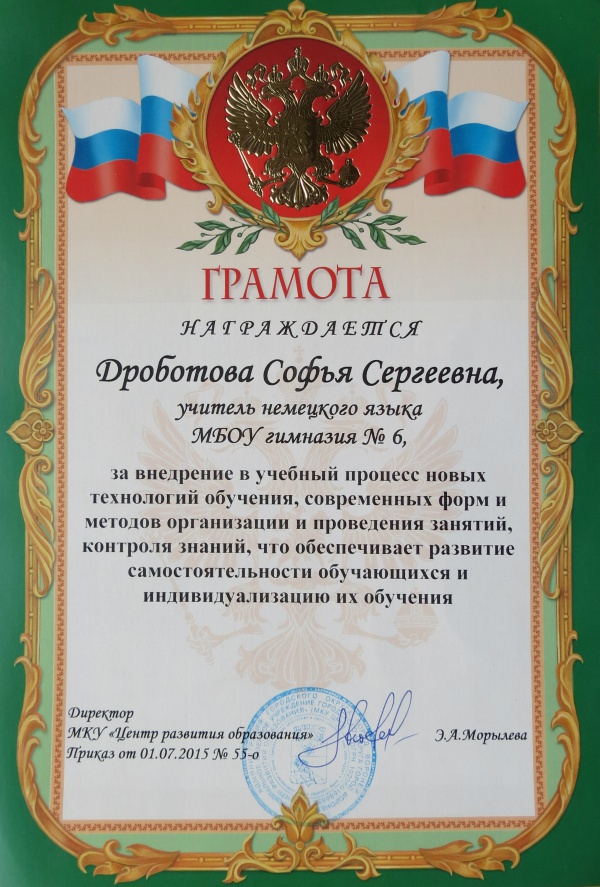 ГРАМОТА
НАГРАЖДАЕТСЯ
Дроботова Софья Сергеевна,
учитель немецкого языка
МБОУ гимназия № 6,
за внедрение в учебный процесс новых
технологий обучения, современных форм и
методов организации и проведения занятий,
контроля знаний, что обеспечивает развитие
самостоятельности обучающихся и
индивидуализацию их обучения
Директор
МКУ «Центр развития образования»
Э.А.Морылева
Приказ от 01.07.2015 № 55-о